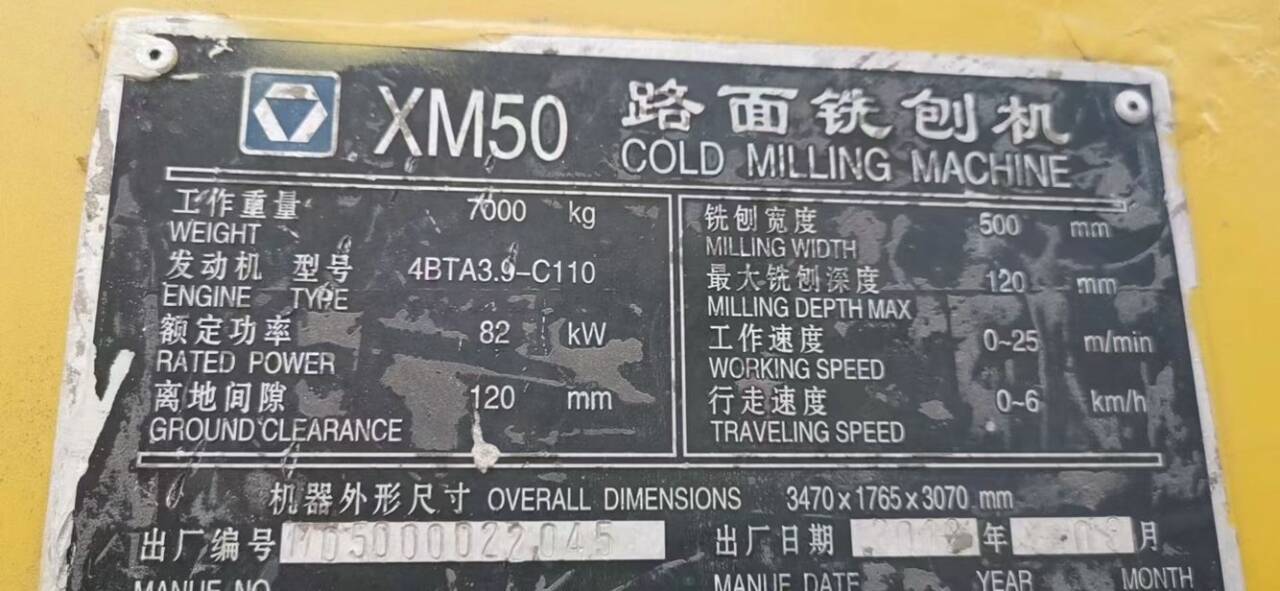 XM50 路面铣刨机
COLD MILLING MACHINE
工作重量 7000 kg
WEIGHT
发动机 型号 4BTA3.9-C110
ENGINE TYPE
额定功率 82 kW
RATED POWER
离地间隙 120 mm
GROUND CLEARANCE
铣刨宽度 500 mm
MILLING WIDTH
最大铣刨深度 120 mm
MILLING DEPTH MAX
工作速度 0~25 m/min
WORKING SPEED
行走速度 0~6 km/h
TRAVELING SPEED
机器外形尺寸 OVERALL DIMENSIONS 3470x1765x3070 mm
出厂编号 出厂日期 年 月
MANUF NO. MANUF DATE YEAR MONTH